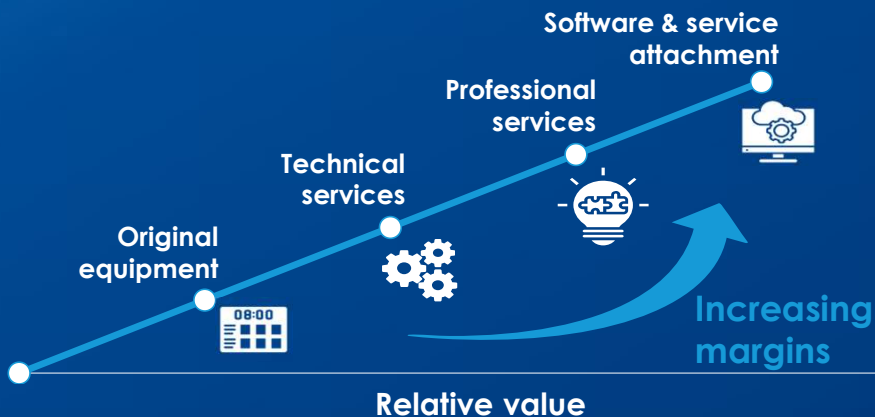 Software & service
attachment
Professional
services
Technical
services
Original
equipment
08:00
Increasing
margins
Relative value